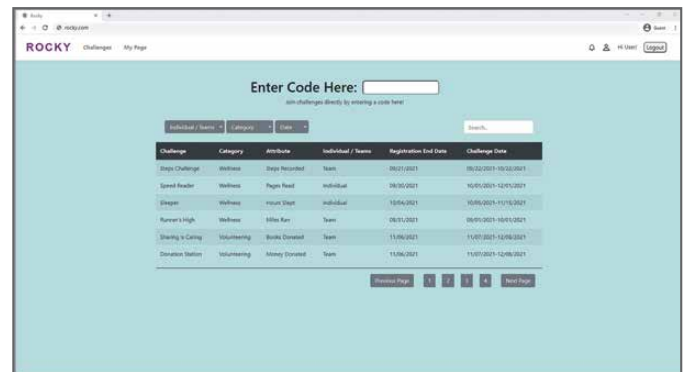 Rocky
rocky.com
Guest
ROCKY Challenges My Page Hi User! Logout
Enter Code Here:
Join challenges directly by entering a code here!
Individual / Teams Category Date Search..
Challenge Category Attribute Individual / Teams Registration End Date Challenge Date
Steps Challenge Wellness Steps Recorded Team 09/21/2021 09/22/2021-10/22/2021
Speed Reader Wellness Pages Read Individual 09/30/2021 10/01/2021-12/01/2021
Sleeper Wellness Hours Slept Individual 10/04/2021 10/05/2021-11/15/2021
Runner's High Wellness Miles Ran Team 08/31/2021 09/01/2021-10/01/2021
Sharing is Caring Volunteering Books Donated Team 11/06/2021 11/07/2021-12/08/2021
Donation Station Volunteering Money Donated Team 11/06/2021 11/07/2021-12/08/2021
Previous Page 1 2 3 4 Next Page